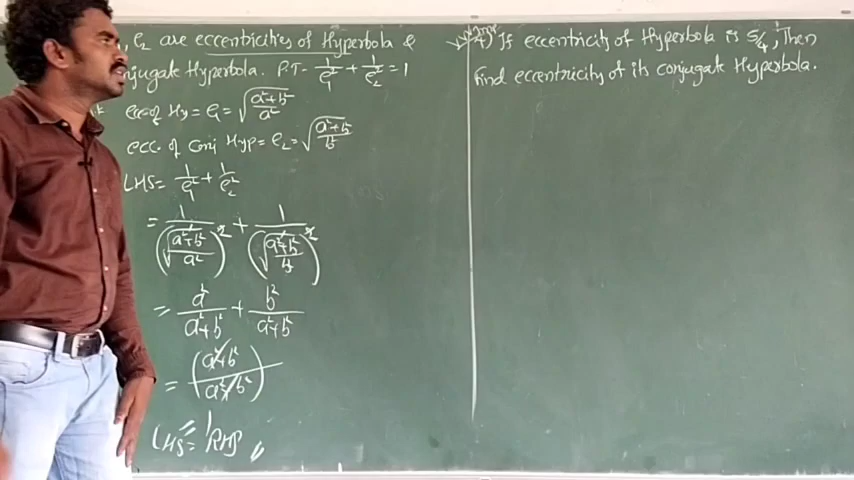 , e₂ are eccentricities of Hyperbola &
jugate Hyperbola. P.T- 1/e₁² + 1/e₂² = 1
ecc of Hy = e₁ = √(a²+b²/a²)
ecc. of Conj Hyp = e₂ = √(a²+b²/b²)
LHS = 1/e₁² + 1/e₂²
= 1/(√(a²+b²/a²))² + 1/(√(a²+b²/b²))²
= a²/a²+b² + b²/a²+b²
= (a²+b²/a²+b²)
= 1
LHS = RHS
4) If eccentricity of Hyperbola is 5/4, Then
Find eccentricity of its conjugate Hyperbola.